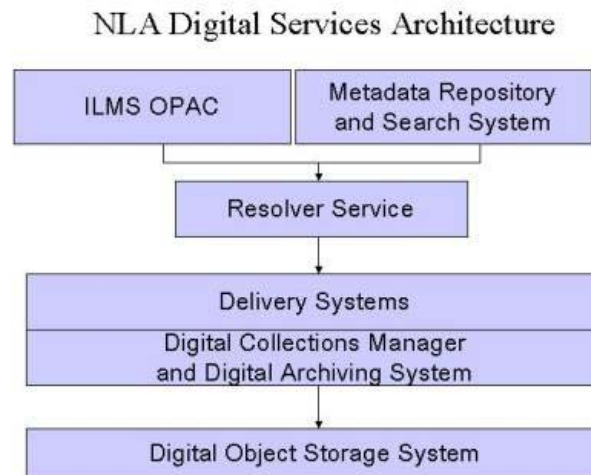 NLA Digital Services Architecture
ILMS OPAC
Metadata Repository
and Search System
Resolver Service
Delivery Systems
Digital Collections Manager
and Digital Archiving System
Digital Object Storage System